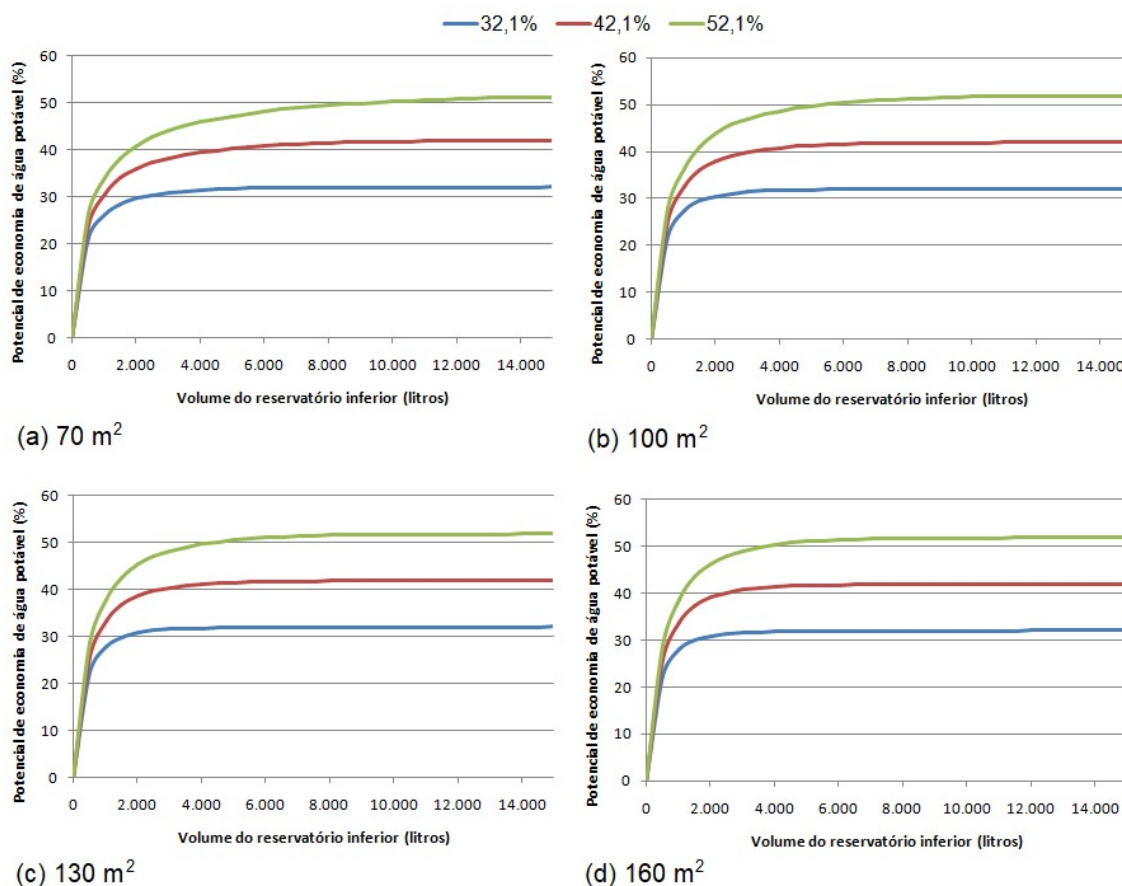 32,1% 42,1% 52,1%
Potencial de economia de água potável (%)
60
50
40
30
20
10
0
0 2.000 4.000 6.000 8.000 10.000 12.000 14.000
Volume do reservatório inferior (litros)
(a) 70 m²
Potencial de economia de água potável (%)
60
50
40
30
20
10
0
0 2.000 4.000 6.000 8.000 10.000 12.000 14.000
Volume do reservatório inferior (litros)
(b) 100 m²
Potencial de economia de água potável (%)
60
50
40
30
20
10
0
0 2.000 4.000 6.000 8.000 10.000 12.000 14.000
Volume do reservatório inferior (litros)
(c) 130 m²
Potencial de economia de água potável (%)
60
50
40
30
20
10
0
0 2.000 4.000 6.000 8.000 10.000 12.000 14.000
Volume do reservatório inferior (litros)
(d) 160 m²